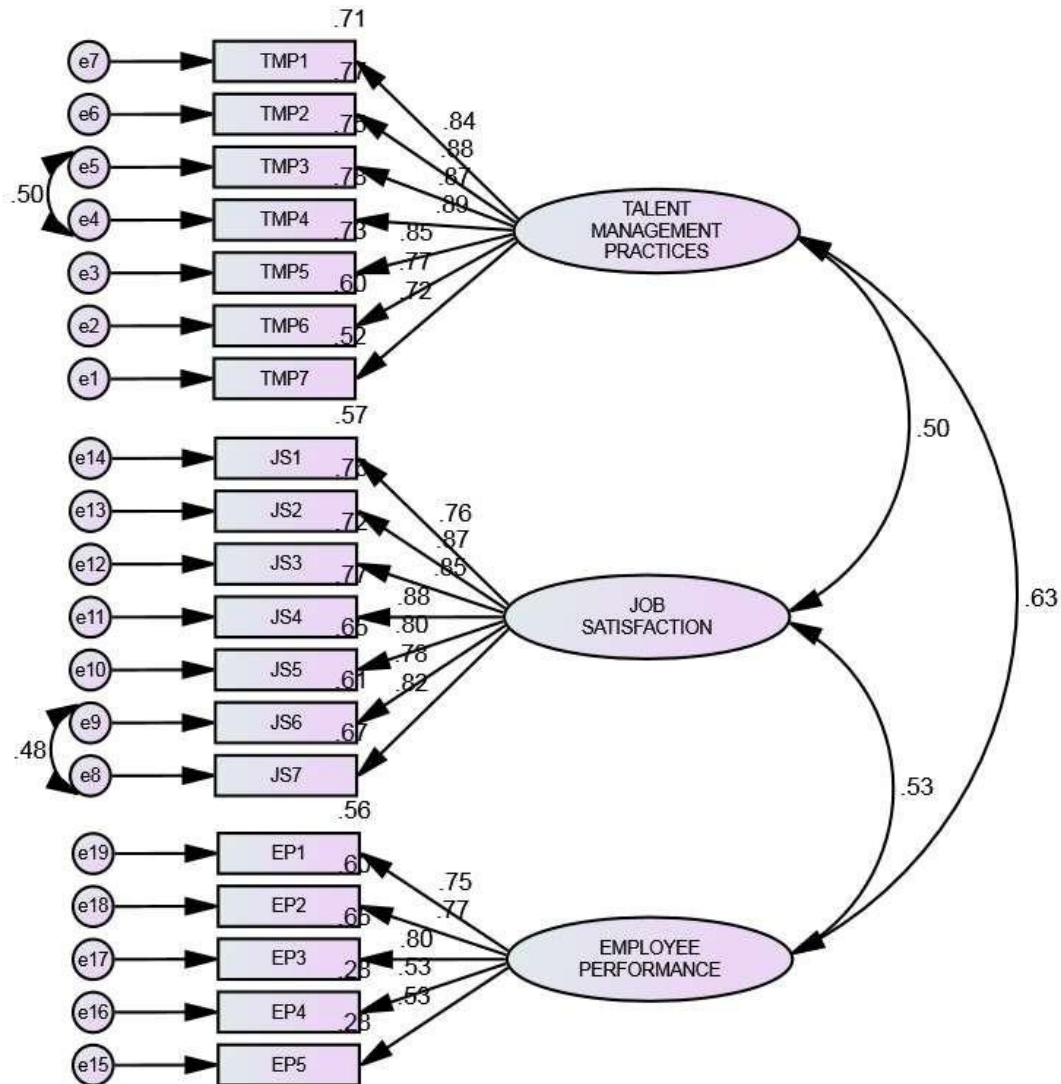 .71
e7
TMP1
.77
e6
TMP2
e5
TMP3
.78
e4
TMP4
.73
e3
TMP5
.60
e2
TMP6
.52
e1
TMP7
.50
.84
.88
.87
.89
.85
.77
.72
TALENT
MANAGEMENT
PRACTICES
.57
e14
JS1
e13
JS2
.72
e12
JS3
.77
e11
JS4
.65
e10
JS5
.61
e9
JS6
.67
e8
JS7
.48
.76
.87
.85
.88
.80
.78
.82
JOB
SATISFACTION
.50
.63
.53
.56
e19
EP1
.60
e18
EP2
.65
e17
EP3
.28
e16
EP4
.28
e15
EP5
.75
.77
.80
.53
.53
EMPLOYEE
PERFORMANCE